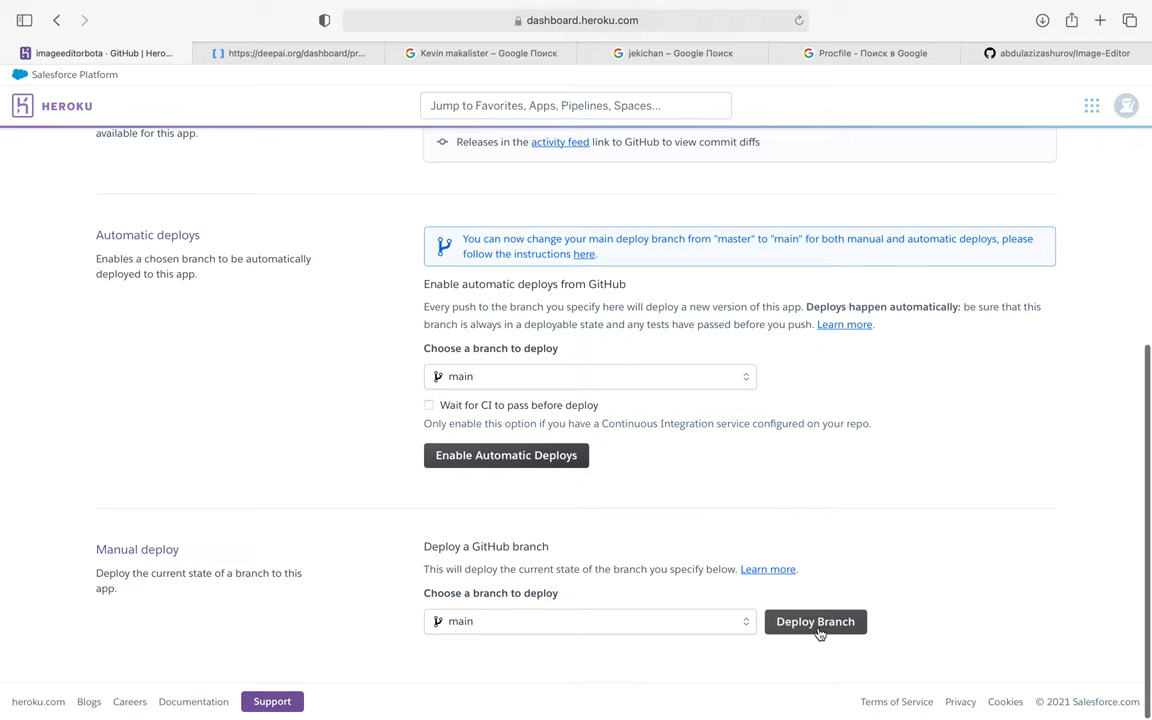 dashboard.heroku.com
imageeditorbota · GitHub | Hero...
https://deepai.org/dashboard/pr...
Kevin makalister – Google Поиск
jekichan – Google Поиск
Procfile - Поиск в Google
abdulazizashurov/Image-Editor
Salesforce Platform
HEROKU
Jump to Favorites, Apps, Pipelines, Spaces...
available for this app.
Releases in the activity feed link to GitHub to view commit diffs
Automatic deploys
Enables a chosen branch to be automatically
deployed to this app.
You can now change your main deploy branch from "master" to "main" for both manual and automatic deploys, please
follow the instructions here.
Enable automatic deploys from GitHub
Every push to the branch you specify here will deploy a new version of this app. Deploys happen automatically: be sure that this
branch is always in a deployable state and any tests have passed before you push. Learn more.
Choose a branch to deploy
main
Wait for CI to pass before deploy
Only enable this option if you have a Continuous Integration service configured on your repo.
Enable Automatic Deploys
Manual deploy
Deploy the current state of a branch to this
app.
Deploy a GitHub branch
This will deploy the current state of the branch you specify below. Learn more.
Choose a branch to deploy
main
Deploy Branch
heroku.com
Blogs
Careers
Documentation
Support
Terms of Service
Privacy
Cookies
© 2021 Salesforce.com